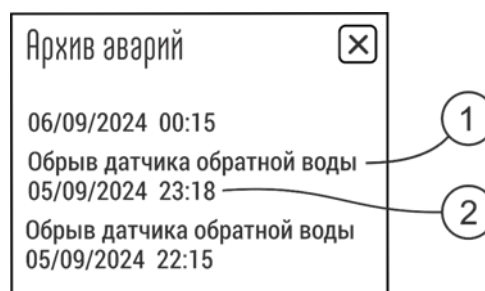 Архив аварий
06/09/2024 00:15
Обрыв датчика обратной воды
05/09/2024 23:18
Обрыв датчика обратной воды
05/09/2024 22:15
1
2